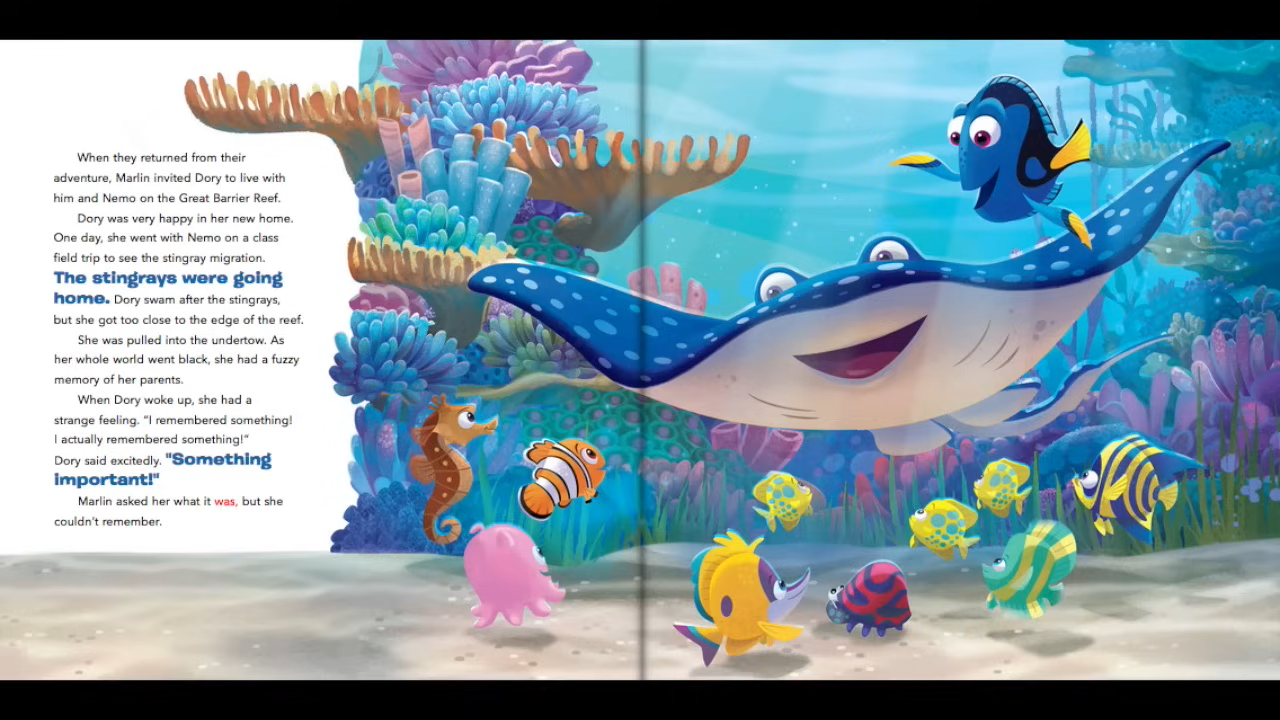 When they returned from their
adventure, Marlin invited Dory to live with
him and Nemo on the Great Barrier Reef.
Dory was very happy in her new home.
One day, she went with Nemo on a class
field trip to see the stingray migration.
The stingrays were going
home. Dory swam after the stingrays,
but she got too close to the edge of the reef.
She was pulled into the undertow. As
her whole world went black, she had a fuzzy
memory of her parents.
When Dory woke up, she had a
strange feeling. “I remembered something!
I actually remembered something!”
Dory said excitedly. "Something
important!"
Marlin asked her what it was, but she
couldn’t remember.